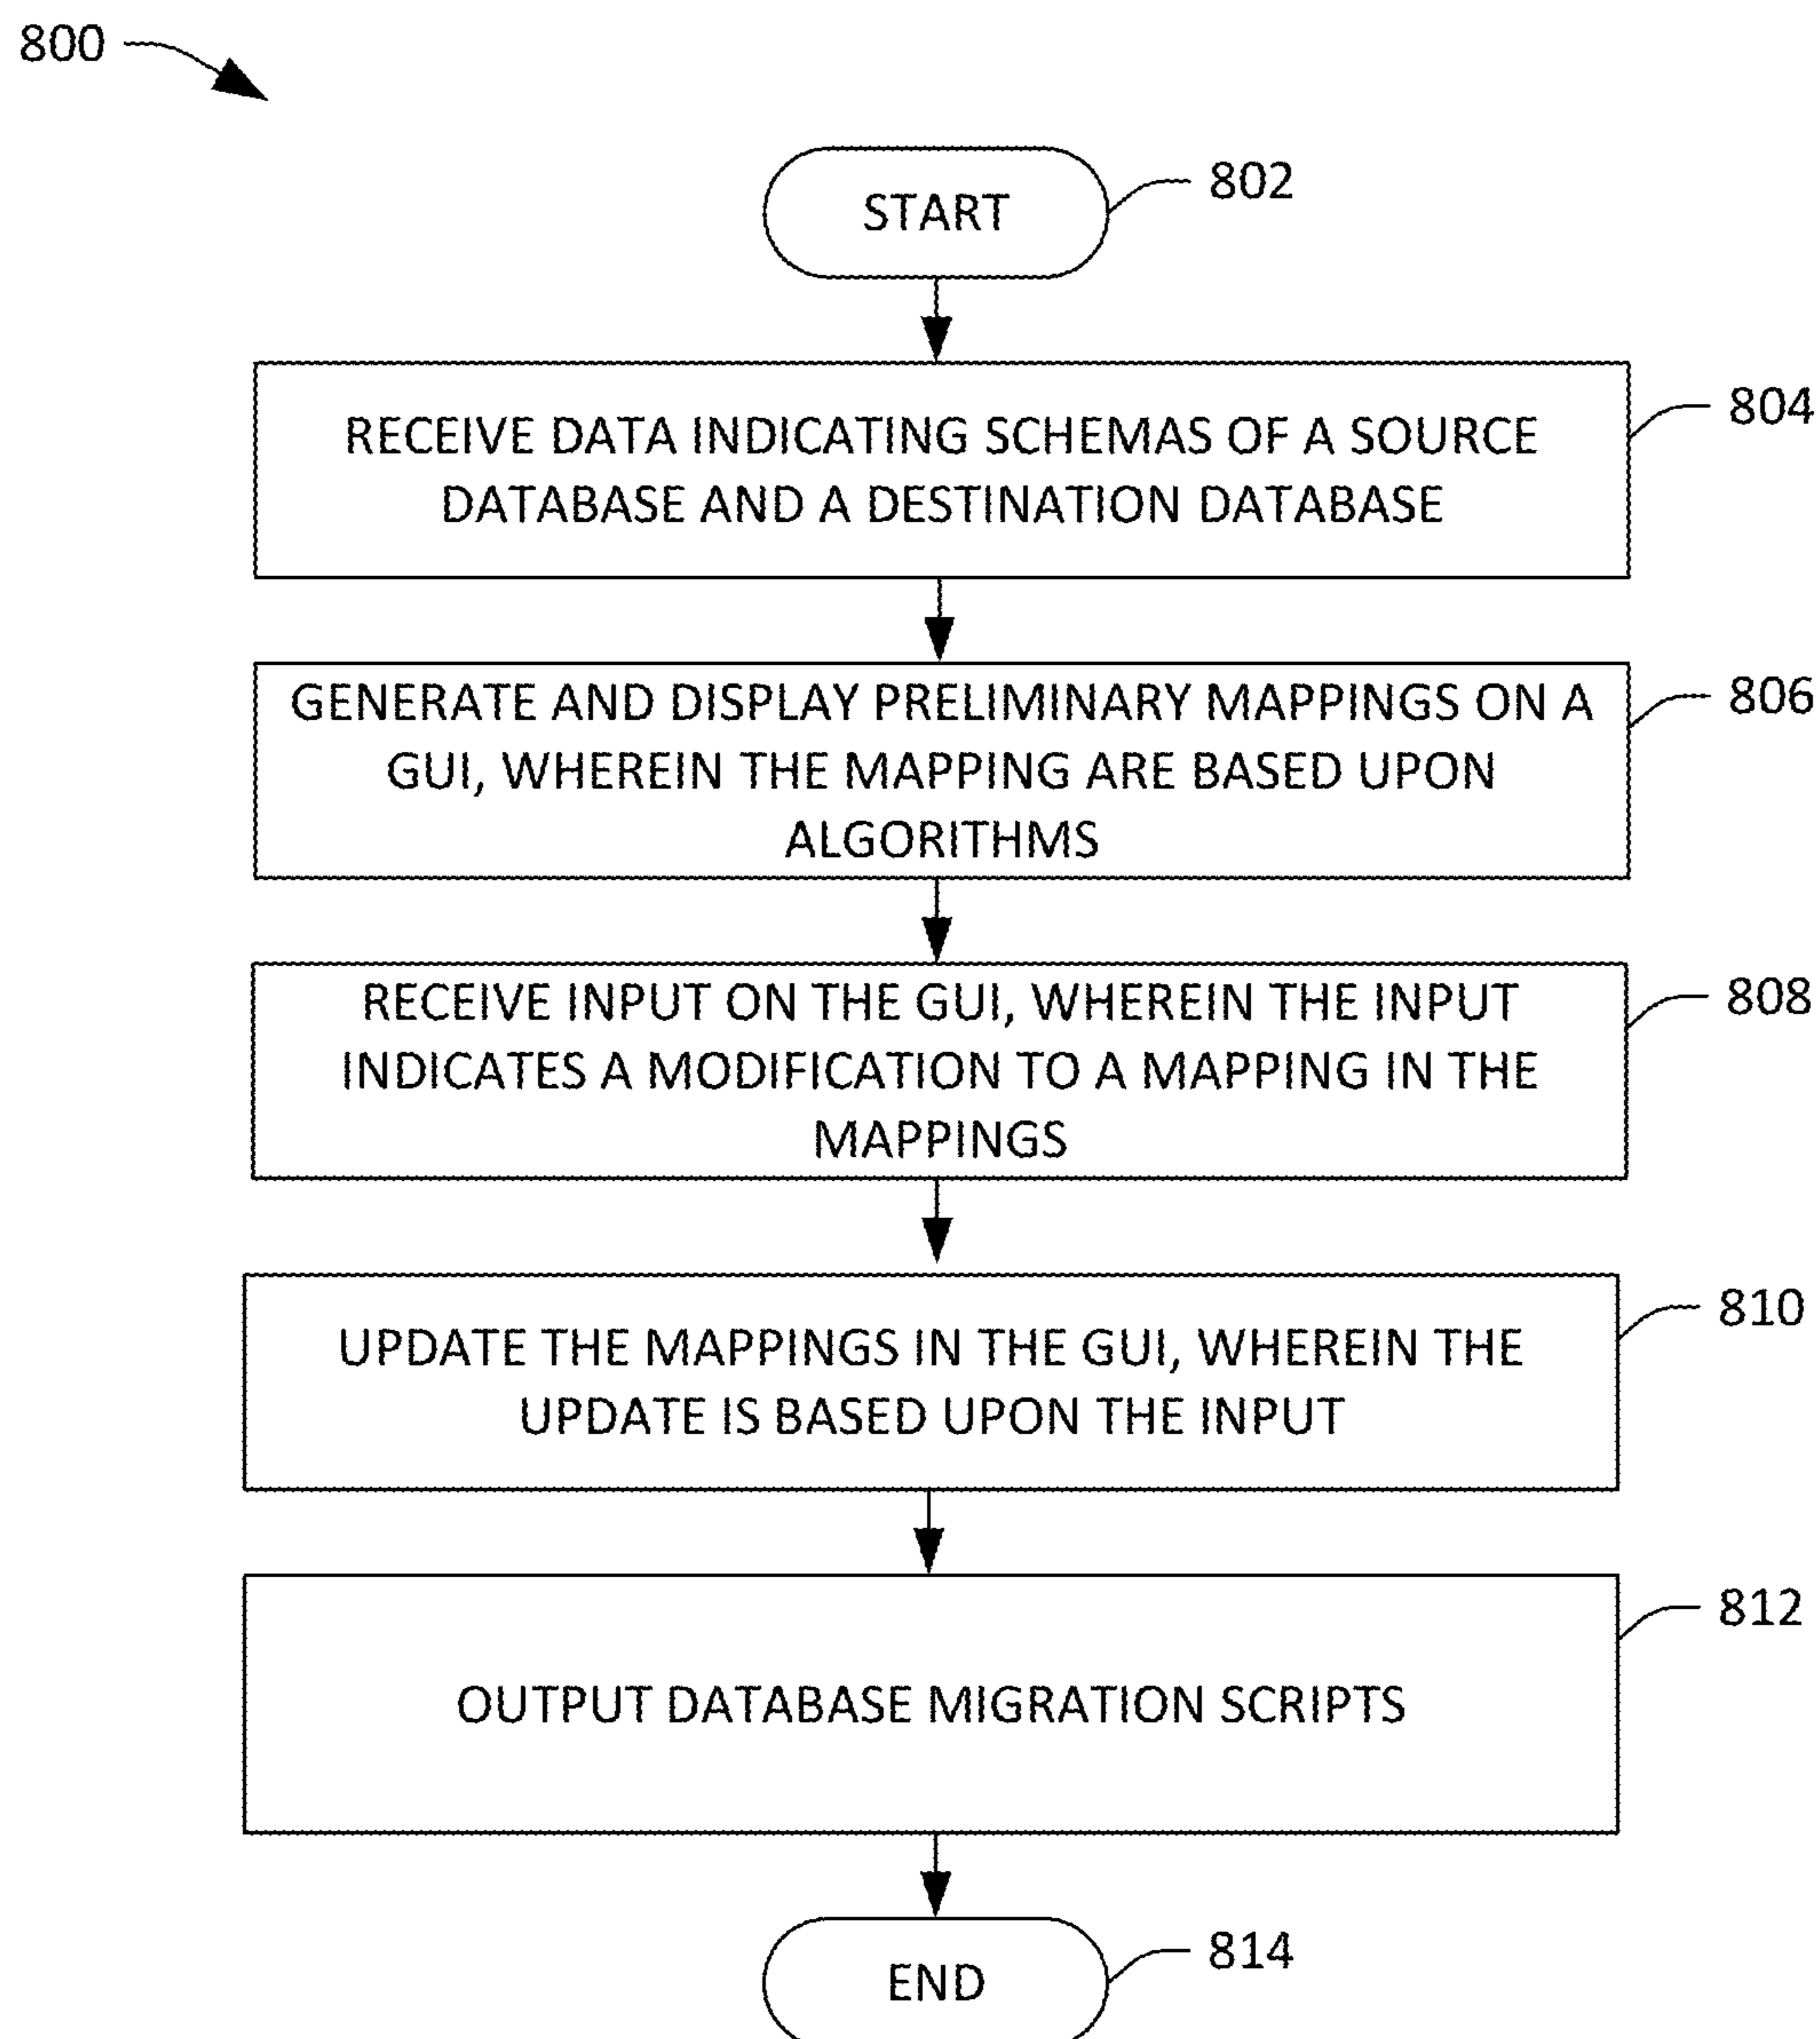 800
START
802
RECEIVE DATA INDICATING SCHEMAS OF A SOURCE
DATABASE AND A DESTINATION DATABASE
804
GENERATE AND DISPLAY PRELIMINARY MAPPINGS ON A
GUI, WHEREIN THE MAPPING ARE BASED UPON
ALGORITHMS
806
RECEIVE INPUT ON THE GUI, WHEREIN THE INPUT
INDICATES A MODIFICATION TO A MAPPING IN THE
MAPPINGS
808
UPDATE THE MAPPINGS IN THE GUI, WHEREIN THE
UPDATE IS BASED UPON THE INPUT
810
OUTPUT DATABASE MIGRATION SCRIPTS
812
END
814